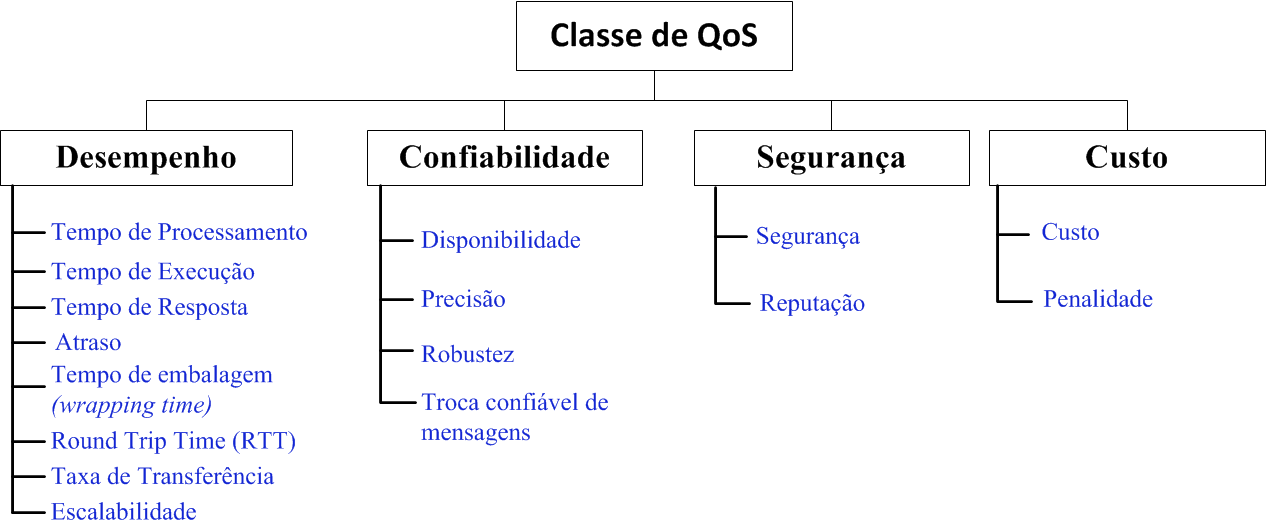 Classe de QoS
Desempenho
Tempo de Processamento
Tempo de Execução
Tempo de Resposta
Atraso
Tempo de embalagem
(wrapping time)
Round Trip Time (RTT)
Taxa de Transferência
Escalabilidade
Confiabilidade
Disponibilidade
Precisão
Robustez
Troca confiável de
mensagens
Segurança
Segurança
Reputação
Custo
Custo
Penalidade